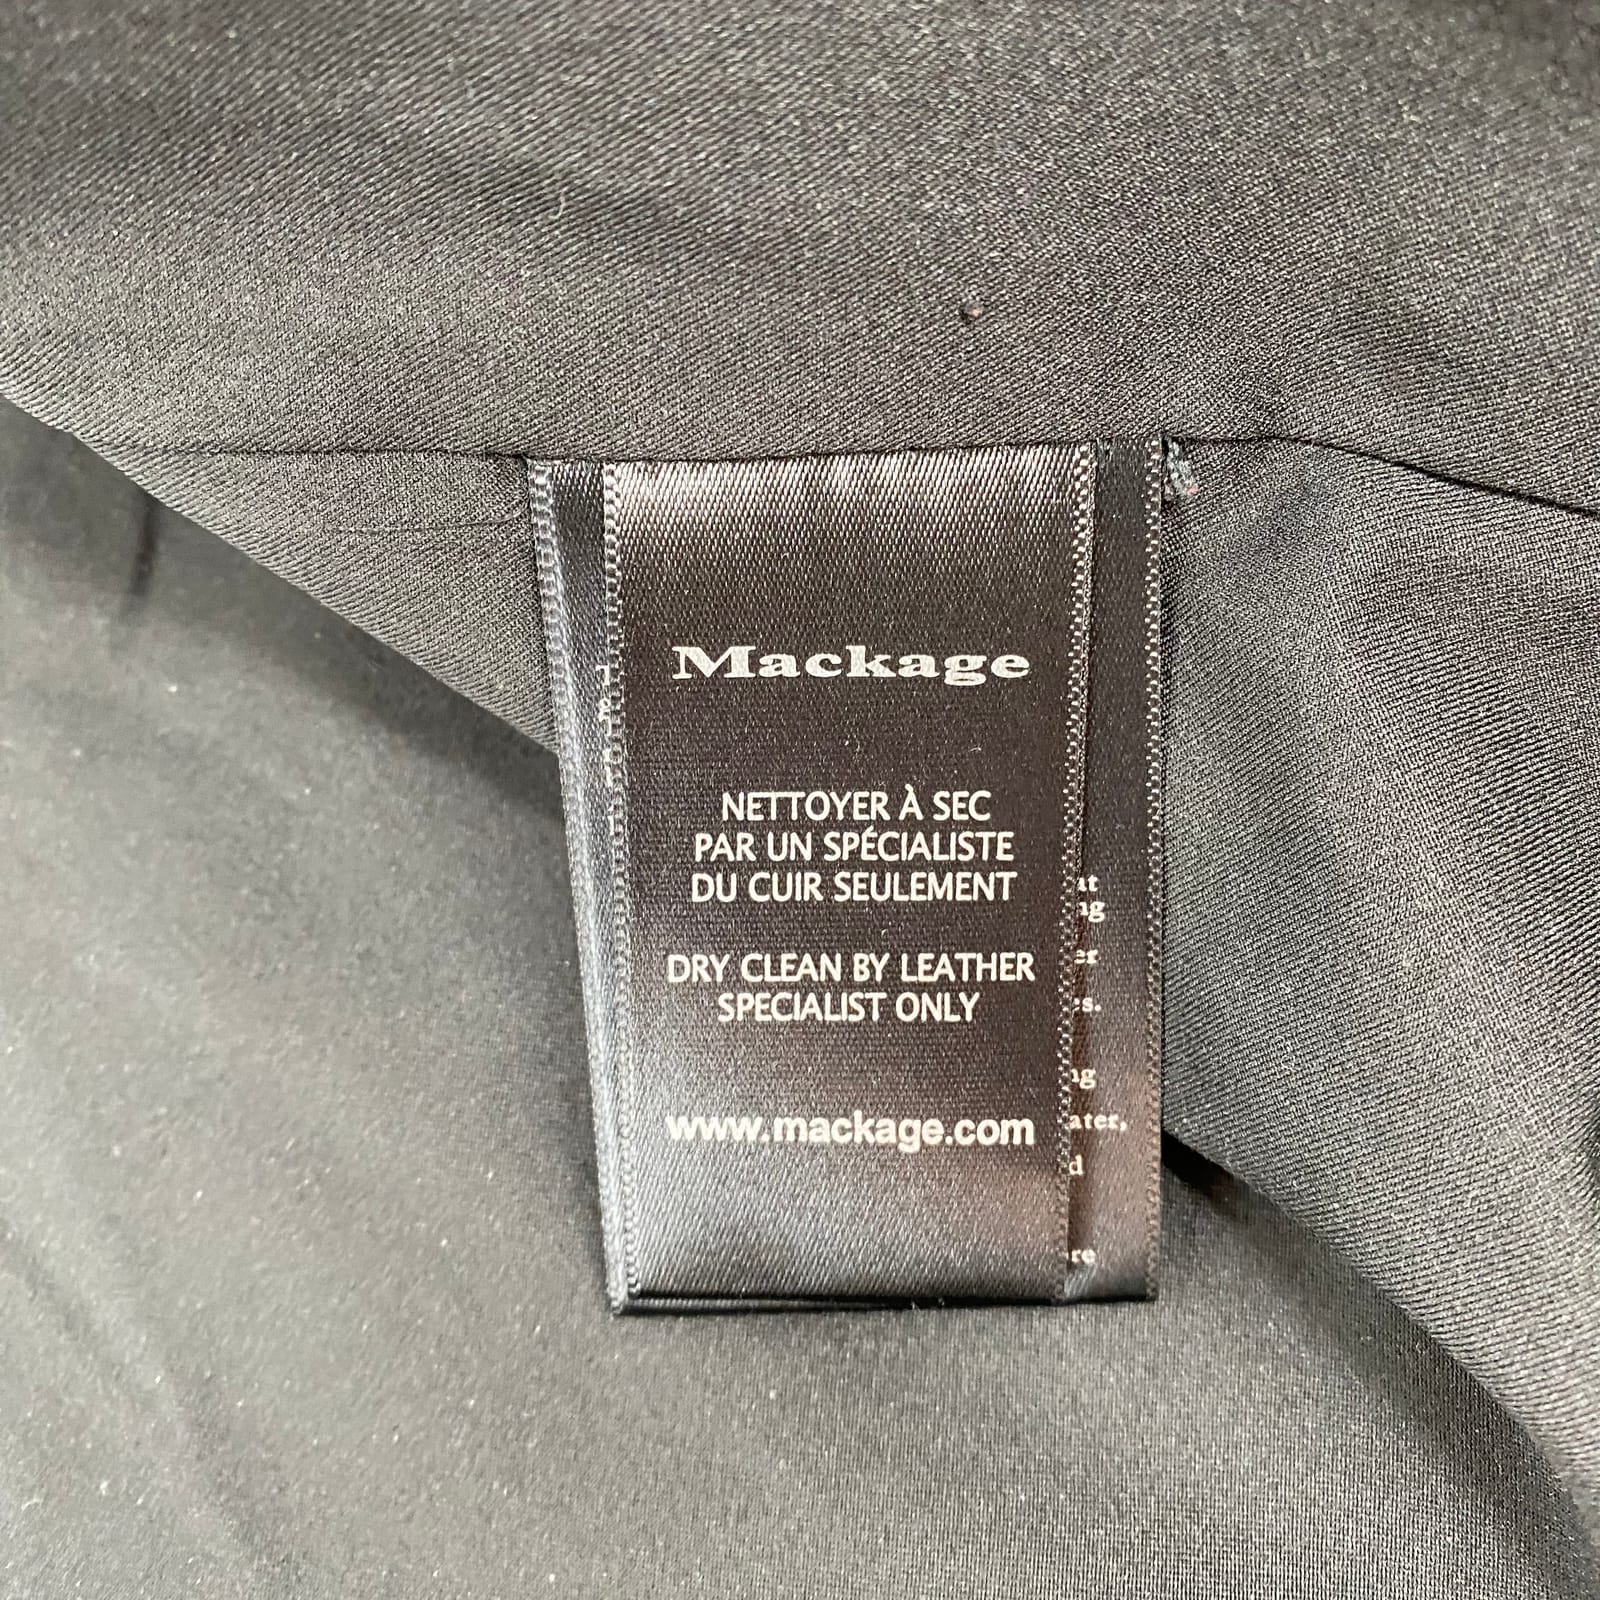 Mackage
NETTOYER À SEC
PAR UN SPÉCIALISTE
DU CUIR SEULEMENT
DRY CLEAN BY LEATHER
SPECIALIST ONLY
www.mackage.com